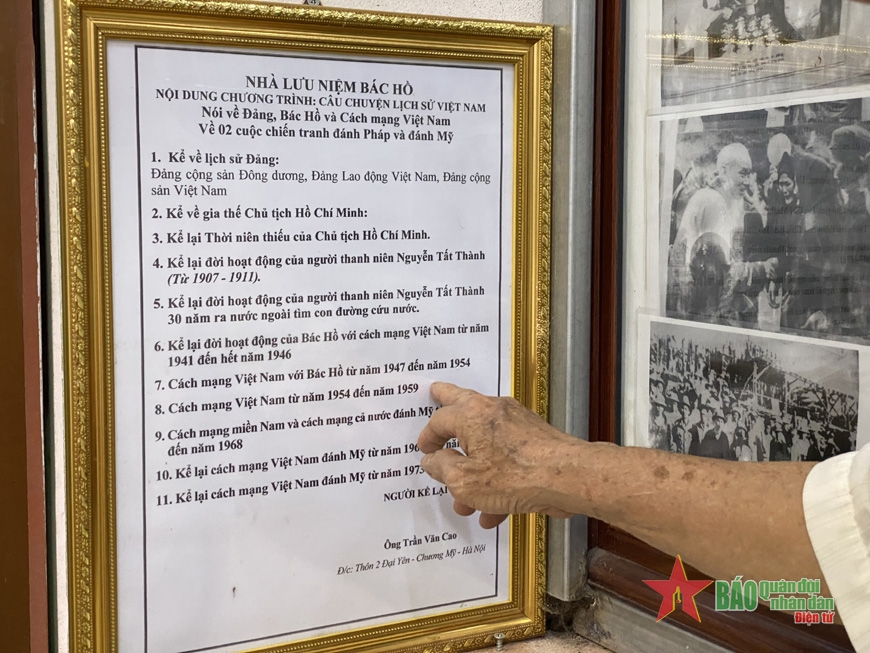 NHÀ LƯU NIỆM BÁC HỒ
NỘI DUNG CHƯƠNG TRÌNH: CÂU CHUYỆN LỊCH SỬ VIỆT NAM
Nói về Đảng, Bác Hồ và Cách mạng Việt Nam
Về 02 cuộc chiến tranh đánh Pháp và đánh Mỹ
1. Kể về lịch sử Đảng:
Đảng cộng sản Đông dương, Đảng Lao động Việt Nam, Đảng cộng
sản Việt Nam
2. Kể về gia thế Chủ tịch Hồ Chí Minh:
3. Kể lại Thời niên thiếu của Chủ tịch Hồ Chí Minh.
4. Kể lại đời hoạt động của người thanh niên Nguyễn Tất Thành
(Từ 1907 - 1911).
5. Kể lại đời hoạt động của người thanh niên Nguyễn Tất Thành
30 năm ra nước ngoài tìm con đường cứu nước.
6. Kể lại đời hoạt động của Bác Hồ với cách mạng Việt Nam từ năm
1941 đến hết năm 1946
7. Cách mạng Việt Nam với Bác Hồ từ năm 1947 đến năm 1954
8. Cách mạng Việt Nam từ năm 1954 đến năm 1959
9. Cách mạng miền Nam và cách mạng cả nước đánh Mỹ
đến năm 1968
10. Kể lại cách mạng Việt Nam đánh Mỹ từ năm
11. Kể lại cách mạng Việt Nam đánh Mỹ từ năm 1973
NGƯỜI KỂ LẠI
Ông Trần Văn Cao
Đ/c: Thôn 2 Đại Yên - Chương Mỹ - Hà Nội
BÁO Quân đội nhân dân
Điện tử